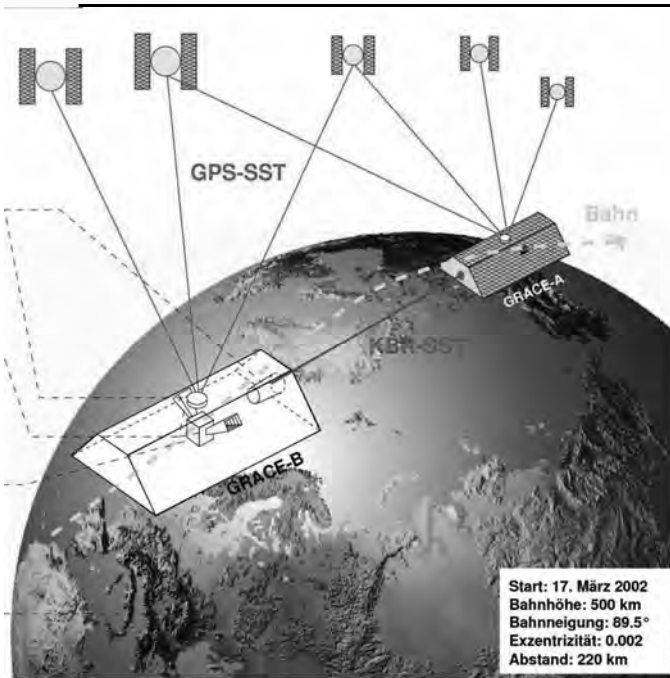 GPS-SST
Bahn
GRACE-A
KBR-SST
GRACE-B
Start: 17. März 2002
Bahnhöhe: 500 km
Bahnneigung: 89.5°
Exzentrizität: 0.002
Abstand: 220 km